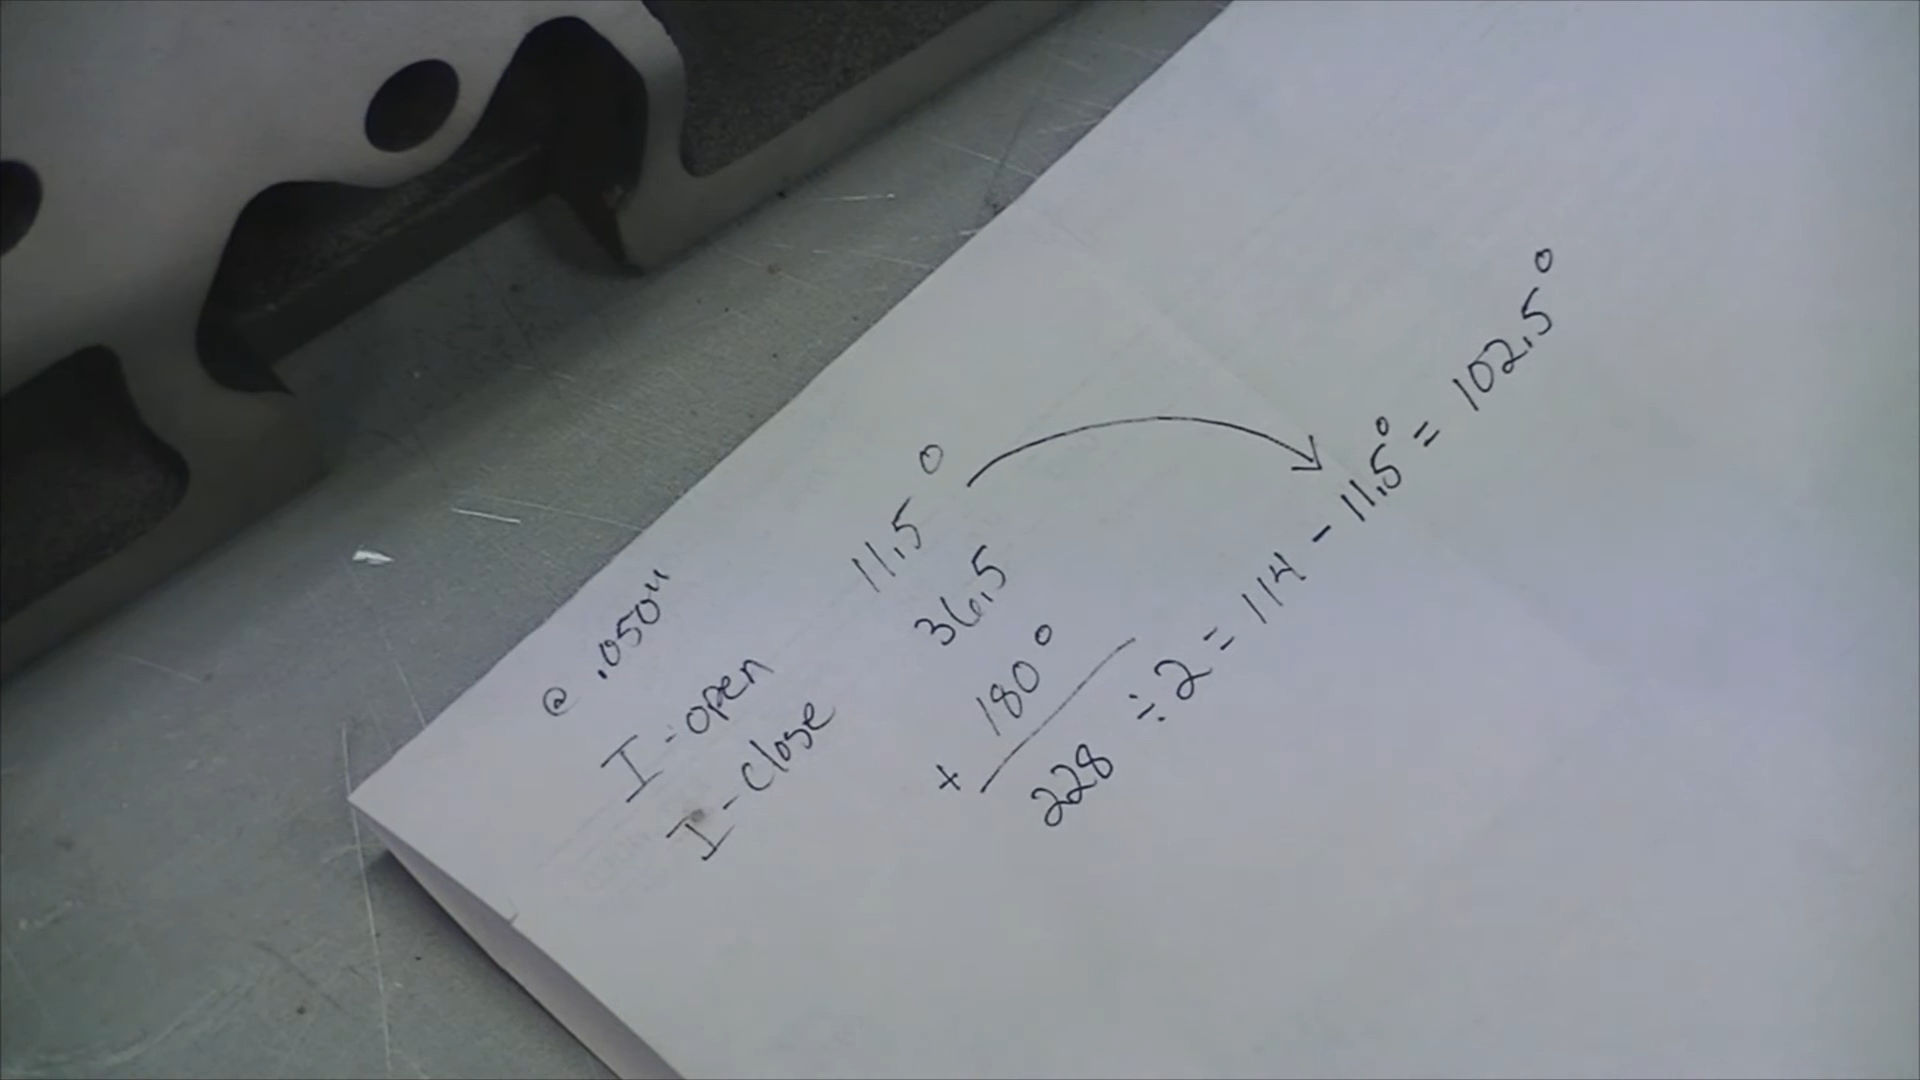 @ .050"
I-open 11.5°
I-close 36.5
+ 180°
228 ÷ 2 = 114 - 11.5° = 102.5°